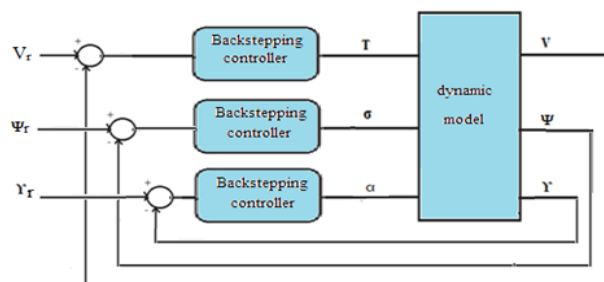 Vr + - Backstepping controller T V
Ψr + - Backstepping controller σ dynamic model Ψ
ϒr + - Backstepping controller α ϒ